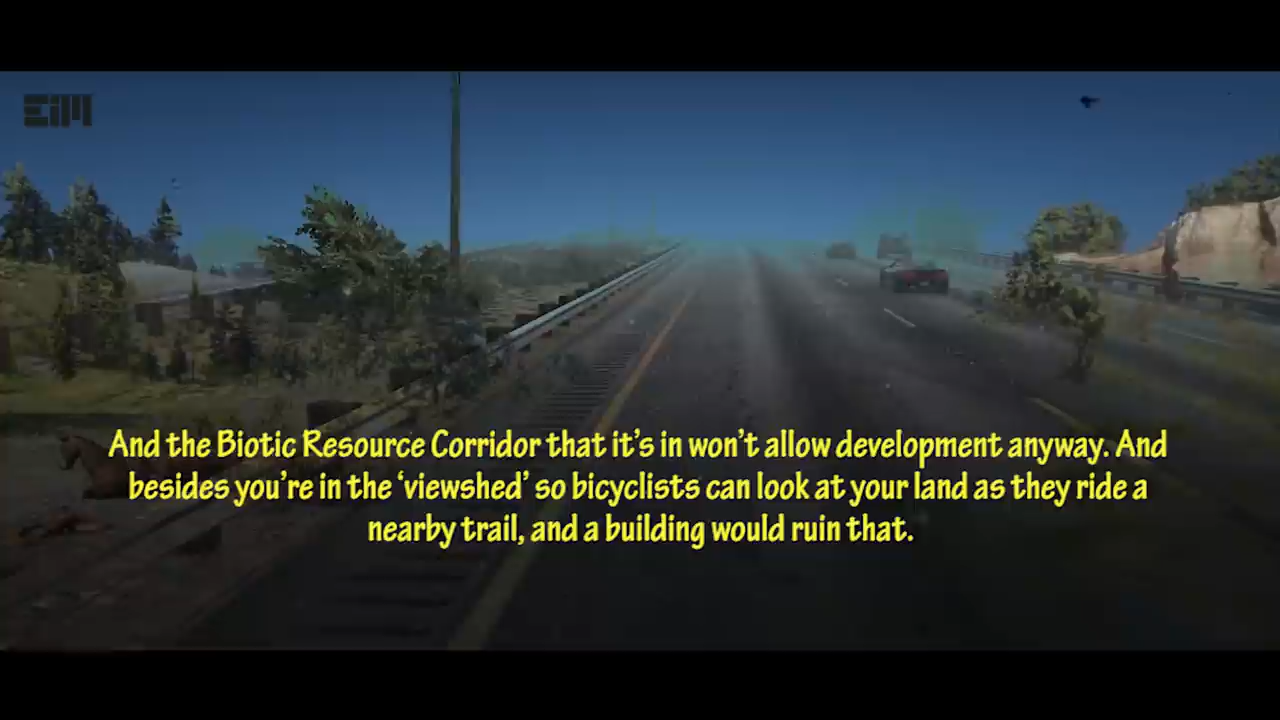 EIM
And the Biotic Resource Corridor that it's in won't allow development anyway. And
besides you're in the ‘viewshed’ so bicyclists can look at your land as they ride a
nearby trail, and a building would ruin that.